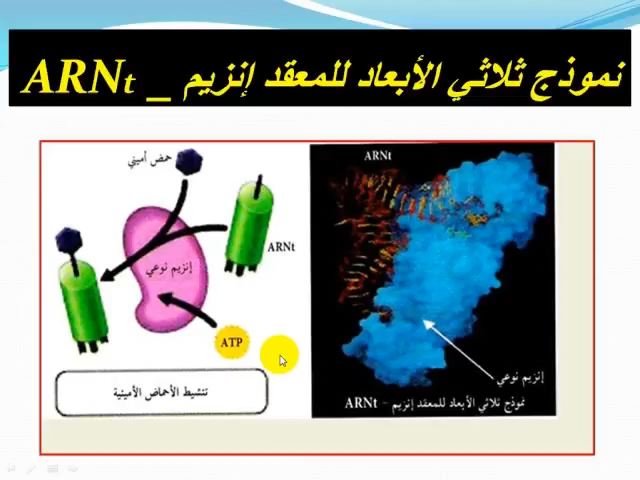 نموذج ثلاثي الأبعاد للمعقد إنزيم _ ARNt
حمض أميني
ARNt
إنزيم نوعي
ATP
تنشيط الأحماض الأمينية
ARNt
إنزيم نوعي
نموذج ثلاثي الأبعاد للمعقد إنزيم - ARNt